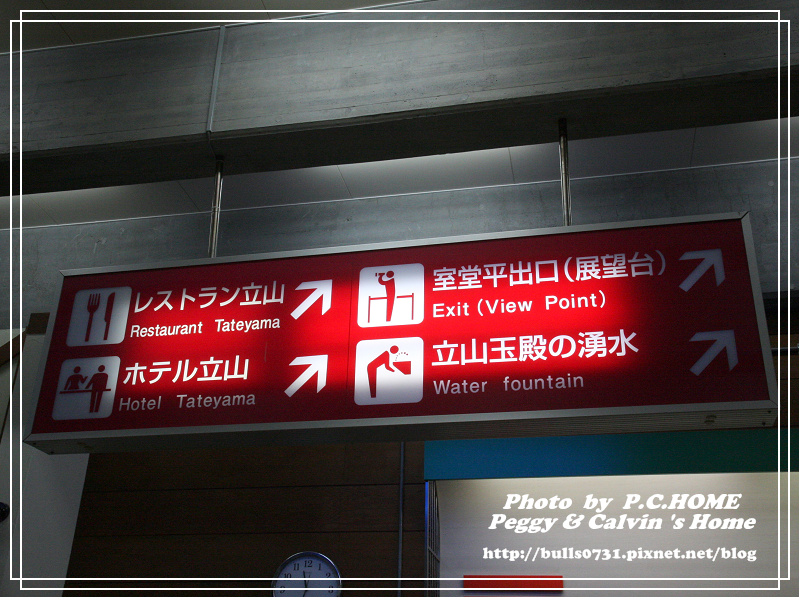 レストラン立山
Restaurant Tateyama
ホテル立山
Hotel Tateyama
室堂平出口(展望台)
Exit (View Point)
立山玉殿の湧水
Water fountain
Photo by P.C.HOME
Peggy & Calvin 's Home
http://bulls0731.pixnet.net/blog